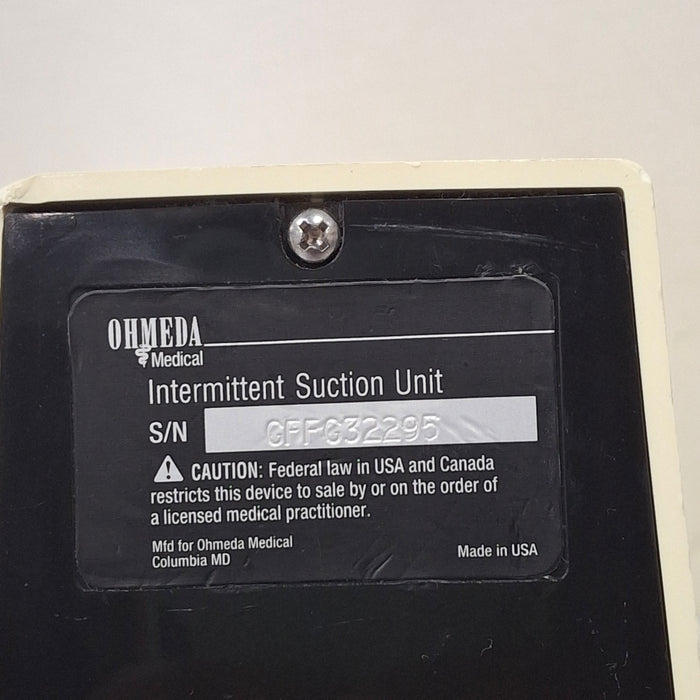 OHMEDA
Medical
Intermittent Suction Unit
S/N GFFG32295
CAUTION: Federal law in USA and Canada
restricts this device to sale by or on the order of
a licensed medical practitioner.
Mfd for Ohmeda Medical
Columbia MD
Made in USA